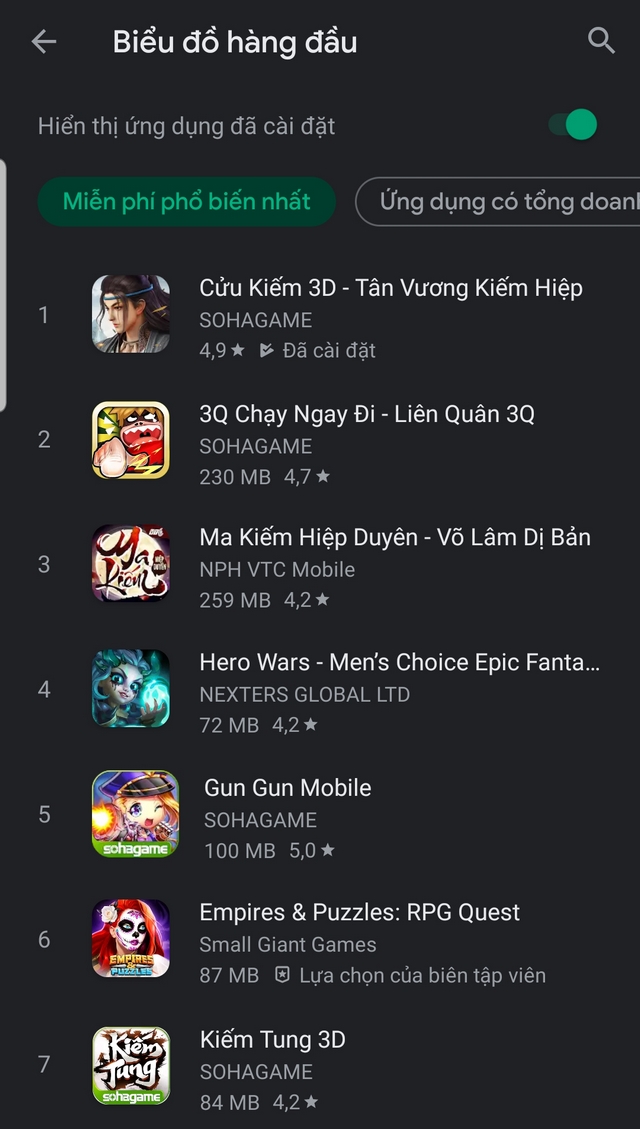 Biểu đồ hàng đầu
Hiển thị ứng dụng đã cài đặt
Miễn phí phổ biến nhất
Ứng dụng có tổng doanh
1
Cửu Kiếm 3D - Tân Vương Kiếm Hiệp
SOHAGAME
4,9★ Đã cài đặt
2
3Q Chạy Ngay Đi - Liên Quân 3Q
SOHAGAME
230 MB 4,7★
3
Ma Kiếm
Ma Kiếm Hiệp Duyên - Võ Lâm Dị Bản
NPH VTC Mobile
259 MB 4,2★
4
Hero Wars - Men’s Choice Epic Fanta...
NEXTERS GLOBAL LTD
72 MB 4,2★
5
sohagame
Gun Gun Mobile
SOHAGAME
100 MB 5,0★
6
EMPIRES
& PUZZLES
Empires & Puzzles: RPG Quest
Small Giant Games
87 MB Lựa chọn của biên tập viên
7
Kiếm
Tung
sohagame
Kiếm Tung 3D
SOHAGAME
84 MB 4,2★